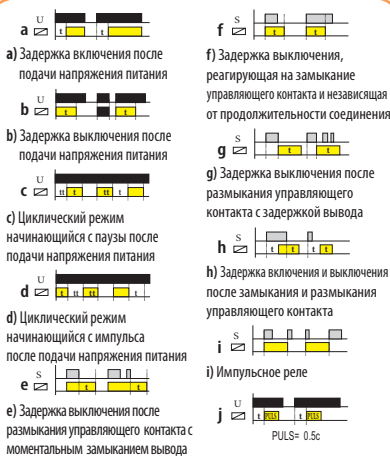 a U t t
а) Задержка включения после
подачи напряжения питания
b U t t
b) Задержка выключения после
подачи напряжения питания
c U tt t tt t
c) Циклический режим
начинающийся с паузы после
подачи напряжения питания
d U t tt tt t
d) Циклический режим
начинающийся с импульса
после подачи напряжения питания
e S t t
e) Задержка выключения после
размыкания управляющего контакта с
моментальным замыканием вывода
f S t t
f) Задержка выключения,
реагирующая на замыкание
управляющего контакта и независящая
от продолжительности соединения
g S t t
g) Задержка выключения после
размыкания управляющего
контакта с задержкой вывода
h S t t t t
h) Задержка включения и выключения
после замыкания и размыкания
управляющего контакта
i S
i) Импульсное реле
j U t PULS t PULS
PULS= 0.5c